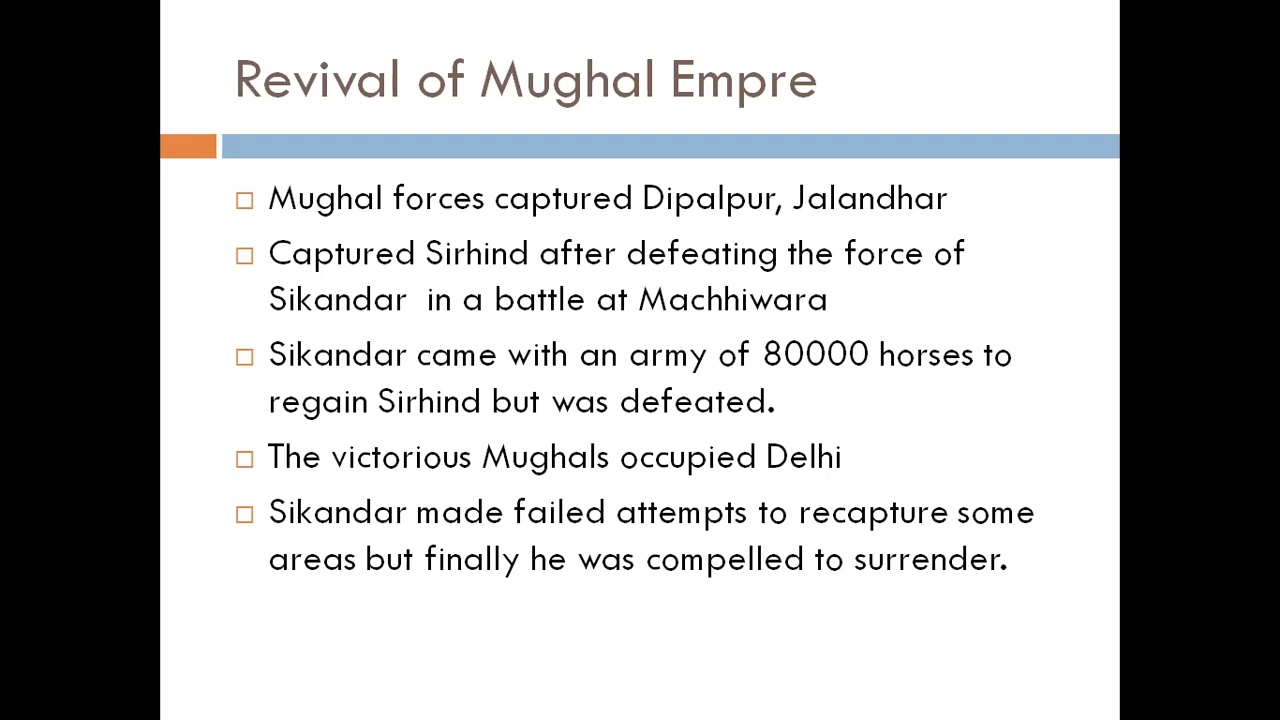 Revival of Mughal Empre
Mughal forces captured Dipalpur, Jalandhar
Captured Sirhind after defeating the force of
Sikandar in a battle at Machhiwara
Sikandar came with an army of 80000 horses to
regain Sirhind but was defeated.
The victorious Mughals occupied Delhi
Sikandar made failed attempts to recapture some
areas but finally he was compelled to surrender.